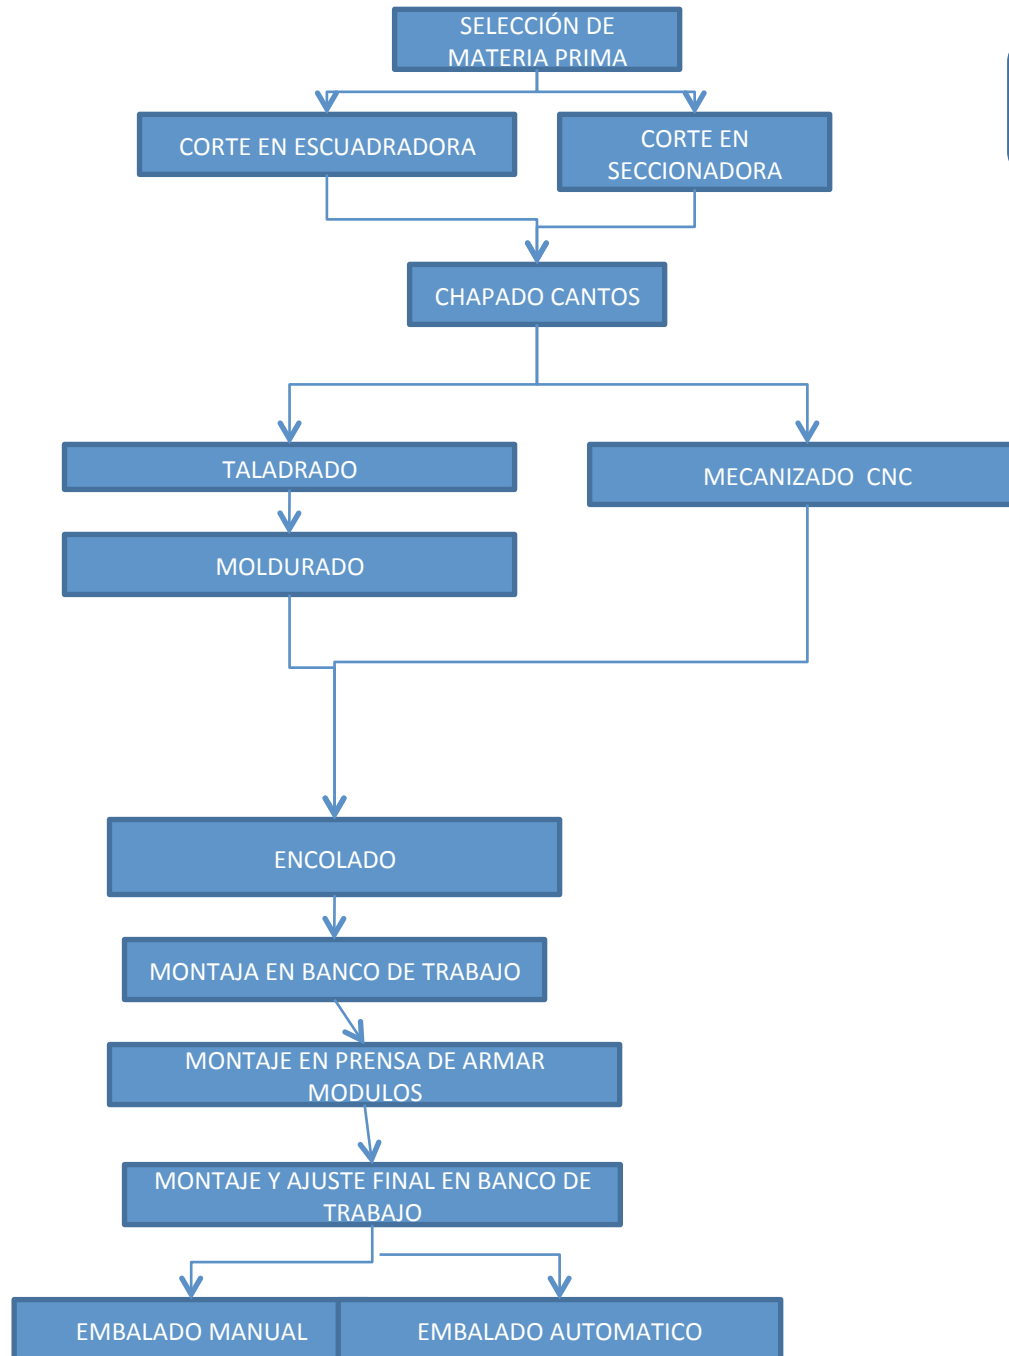 SELECCIÓN DE
MATERIA PRIMA
CORTE EN ESCUADRADORA
CORTE EN
SECCIONADORA
CHAPADO CANTOS
TALADRADO
MECANIZADO  CNC
MOLDURADO
ENCOLADO
MONTAJA EN BANCO DE TRABAJO
MONTAJE EN PRENSA DE ARMAR
MODULOS
MONTAJE Y AJUSTE FINAL EN BANCO DE
TRABAJO
EMBALADO MANUAL
EMBALADO AUTOMATICO